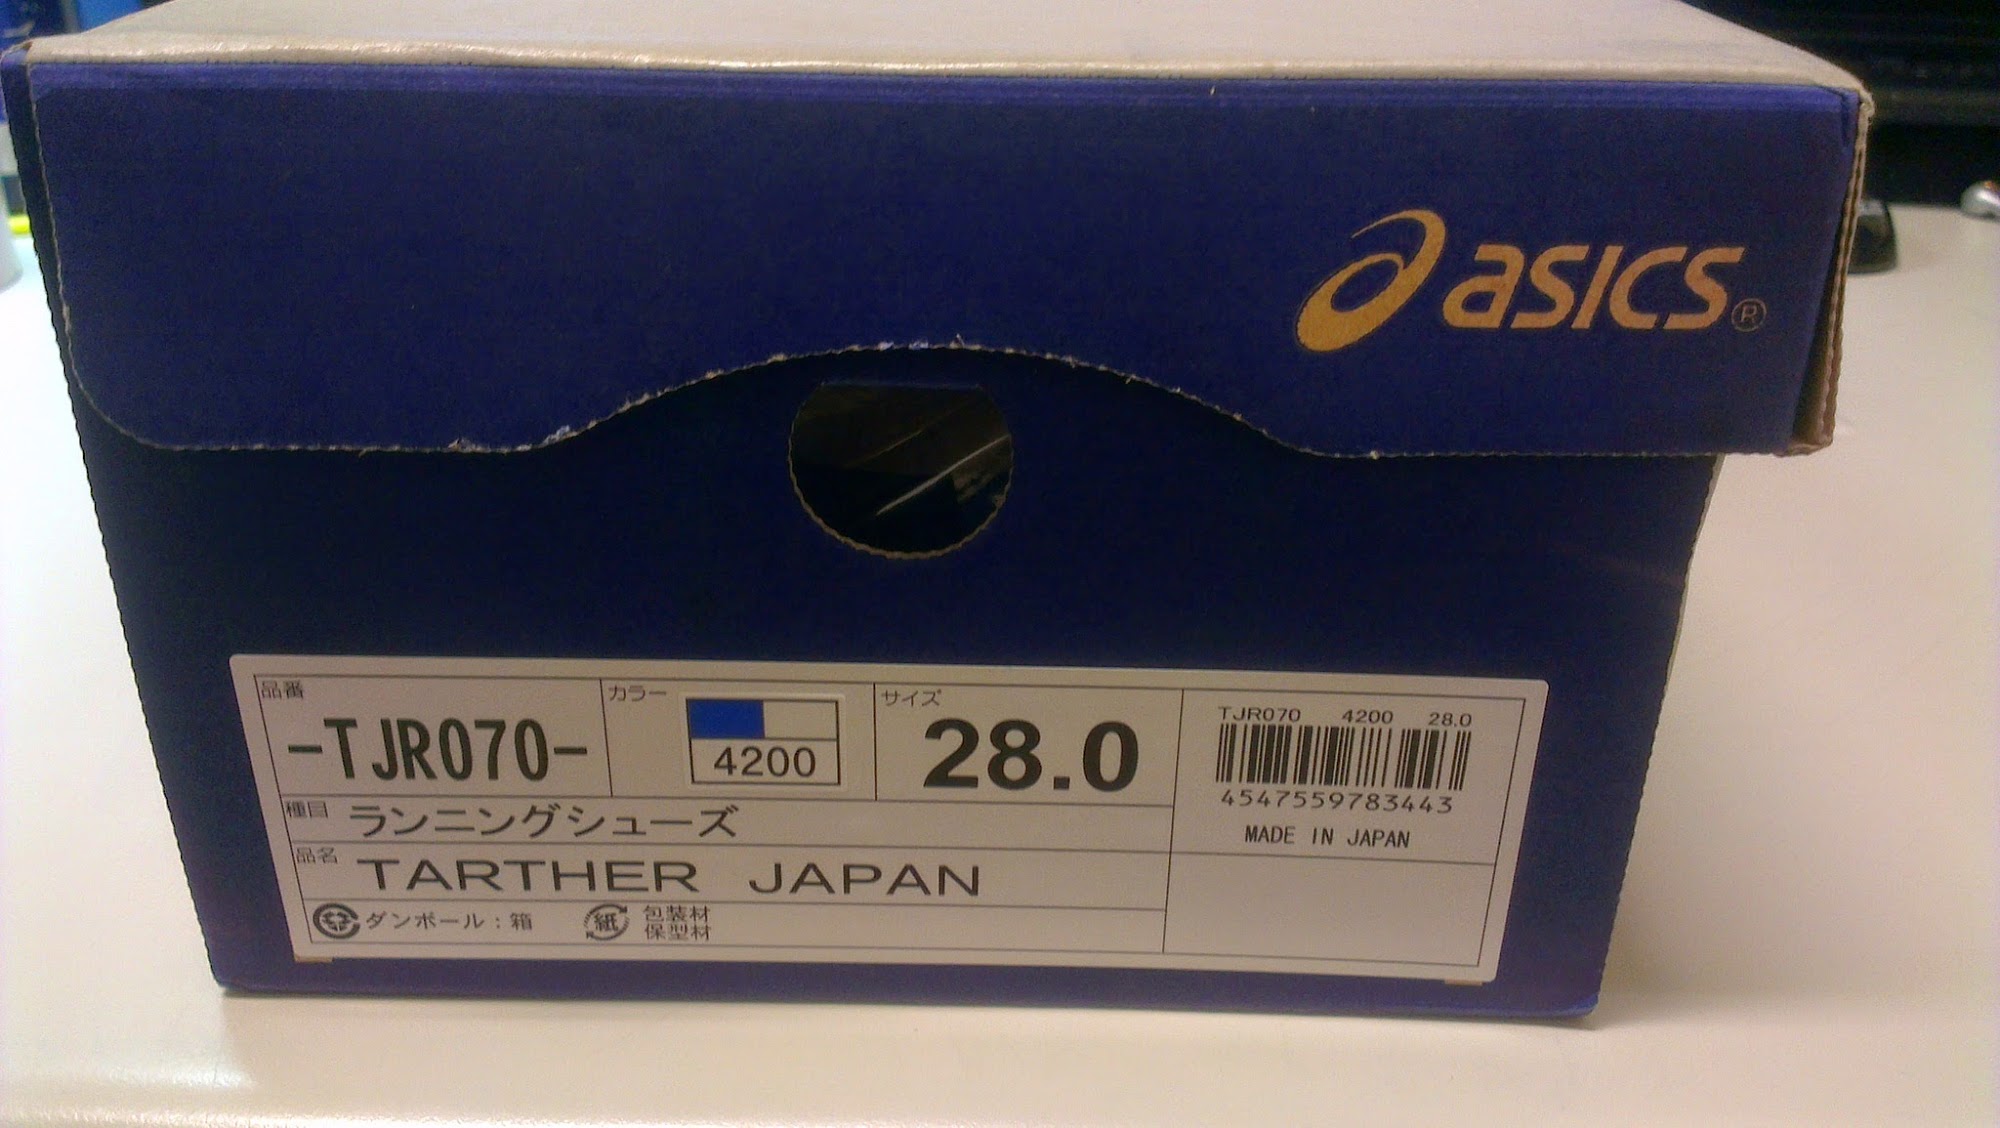 asics®
品番
-TJR070-
カラー
4200
サイズ
28.0
TJR070 4200 28.0
4547559783443
MADE IN JAPAN
種目 ランニングシューズ
品名 TARTHER JAPAN
ダンボール：箱
紙 包装材
保型材